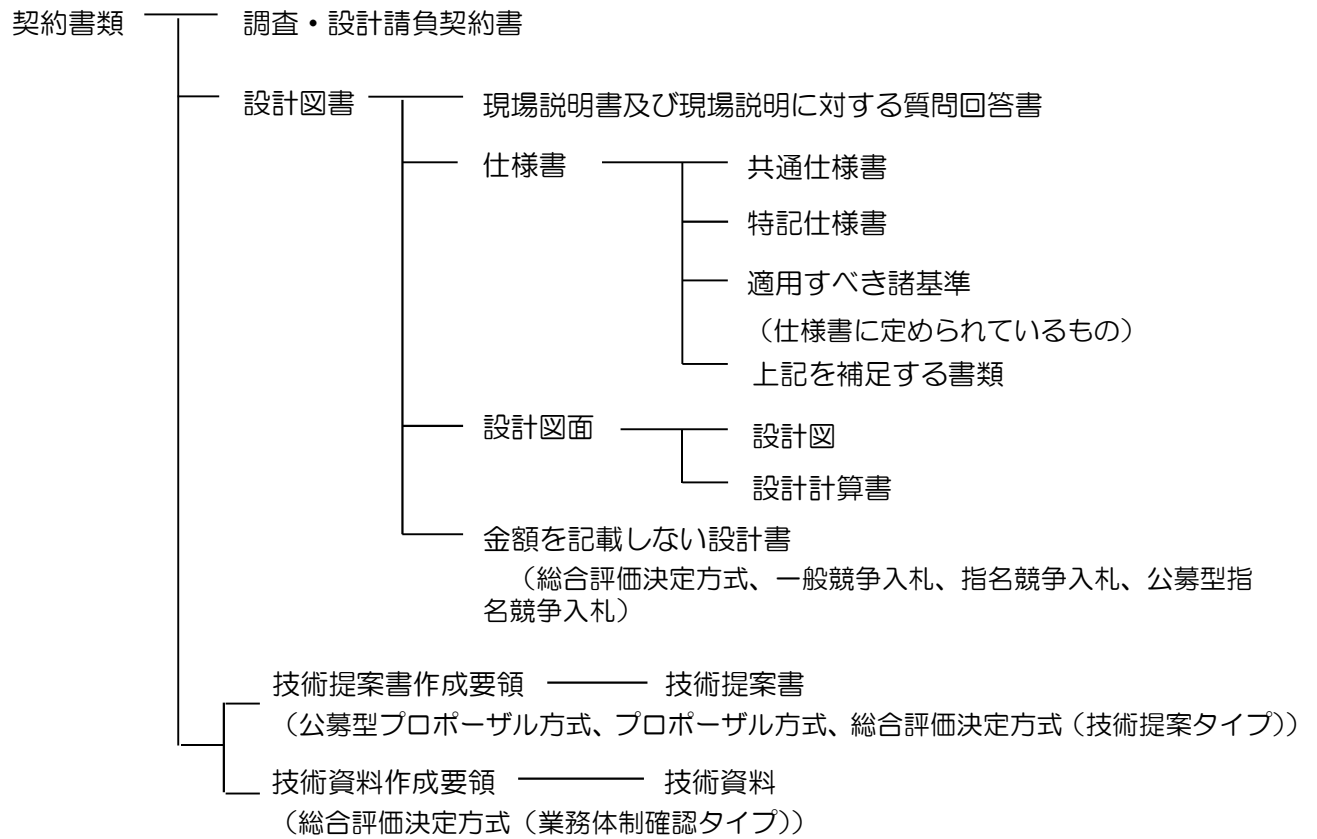 契約書類 調査・設計請負契約書
設計図書 現場説明書及び現場説明に対する質問回答書
仕様書 共通仕様書
特記仕様書
適用すべき諸基準
（仕様書に定められているもの）
上記を補足する書類
設計図面 設計図
設計計算書
金額を記載しない設計書
（総合評価決定方式、一般競争入札、指名競争入札、公募型指
名競争入札）
技術提案書作成要領 技術提案書
（公募型プロポーザル方式、プロポーザル方式、総合評価決定方式（技術提案タイプ））
技術資料作成要領 技術資料
（総合評価決定方式（業務体制確認タイプ））